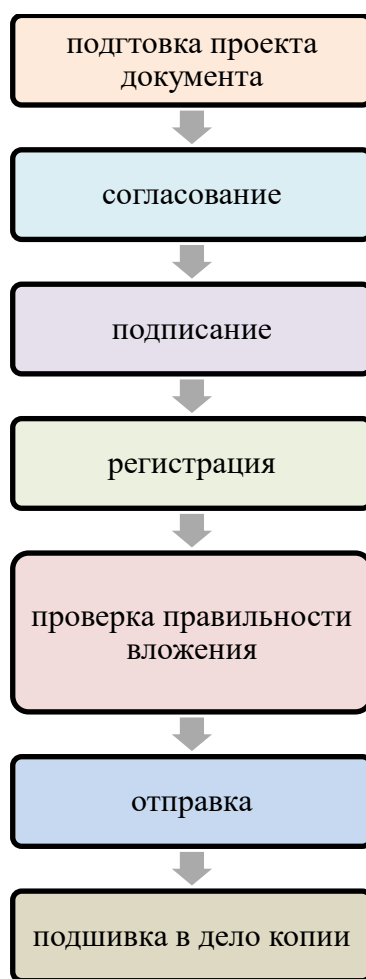 подгтовка проекта
документа
согласование
подписание
регистрация
проверка правильности
вложения
отправка
подшивка в дело копии